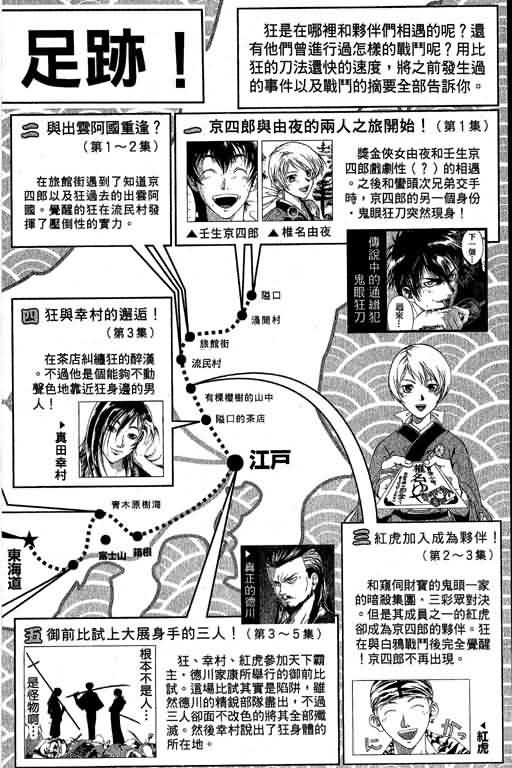 足跡！
狂是在哪裡和夥伴們相遇的呢？還
有他們曾進行過怎樣的戰鬥呢？用比
狂的刀法還快的速度，將之前發生過
的事件以及戰鬥的摘要全部告訴你。
一 京四郎與由夜的兩人之旅開始！（第1集）
獎金俠女由夜和壬生京
四郎戲劇性（？）的相遇
。之後和蠻頭次兄弟交手
時，京四郎的另一個身份
・鬼眼狂刀突然現身！
▲壬生京四郎
▲椎名由夜
傳說中的通緝犯
鬼眼狂刀
下一個！
過來…
二 與出雲阿國重逢？
（第1～2集）
在旅館街遇到了知道京
四郎以及狂過去的出雲阿
國。覺醒的狂在流民村發
揮了壓倒性的實力。
三 紅虎加入成為夥伴！
（第2～3集）
和窺伺財寶的鬼頭一家
的暗殺集團、三彩眾對決
。但是其成員之一的紅虎
卻成為京四郎的夥伴。狂
在與白鴉戰鬥後完全覺醒
！京四郎不再出現。
▲紅虎
四 狂與幸村的邂逅！
（第3集）
在茶店糾纏狂的醉漢
。不過他是個能夠不動
聲色地靠近狂身邊的男
人！
▲真田幸村
五 御前比試上大展身手的三人！（第3～5集）
狂、幸村、紅虎參加天下霸
主・德川家康所舉行的御前比
試。這場比試其實是陷阱，雖
然德川的精銳部隊盡出，不過
三人卻面不改色的將其全部殲
滅。然後幸村說出了狂身體的
所在地。
根本不是人…
是怪物啊…
▲真正的德川
隘口
溝開村
旅館街
流民村
有棵櫻樹的山中
隘口的茶店
江戶
青木原樹海
富士山
箱根
東海道